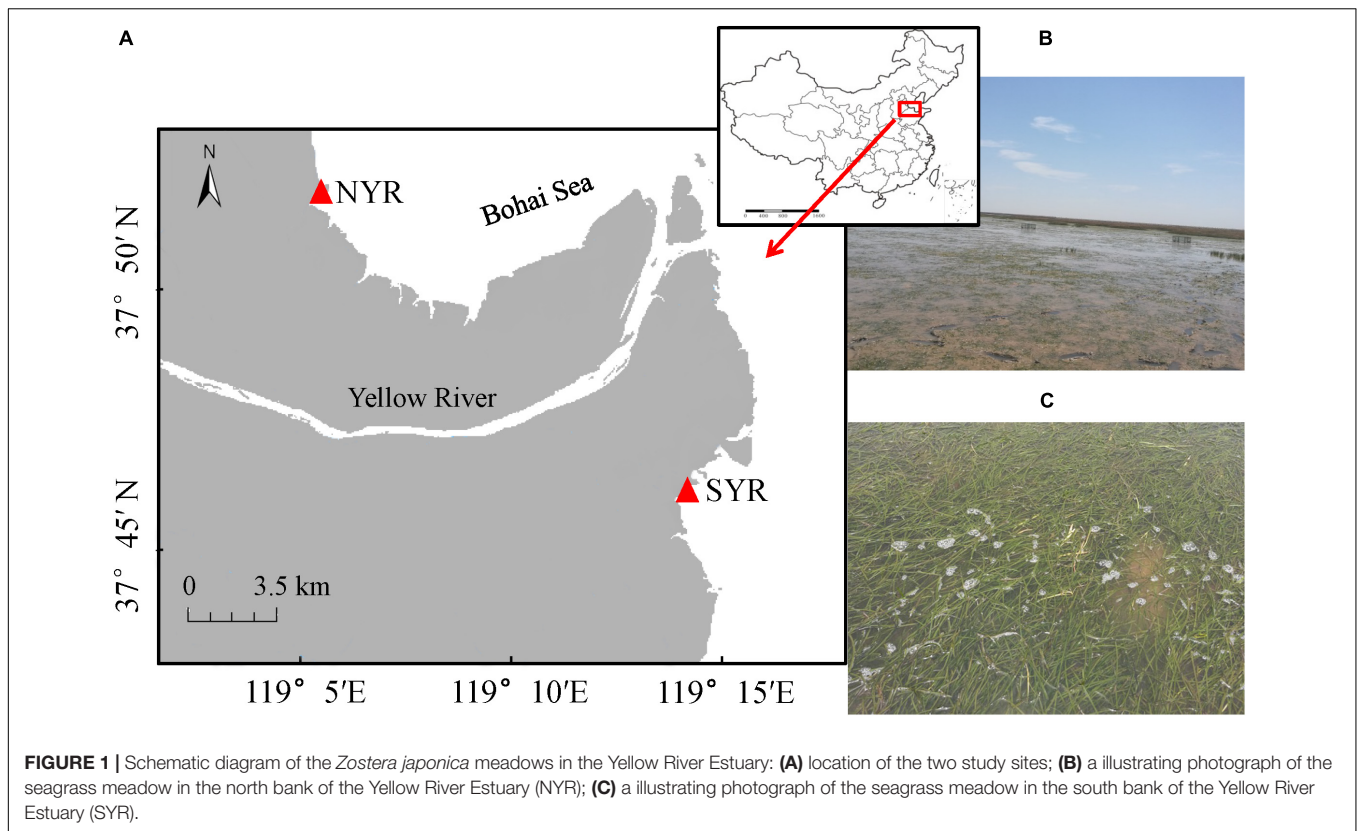 A
B
N
NYR
Bohai Sea
37° 50′ N
Yellow River
SYR
C
37° 45′ N
0 3.5 km
119° 5′E 119° 10′E 119° 15′E
FIGURE 1 | Schematic diagram of the Zostera japonica meadows in the Yellow River Estuary: (A) location of the two study sites; (B) a illustrating photograph of the
seagrass meadow in the north bank of the Yellow River Estuary (NYR); (C) a illustrating photograph of the seagrass meadow in the south bank of the Yellow River
Estuary (SYR).